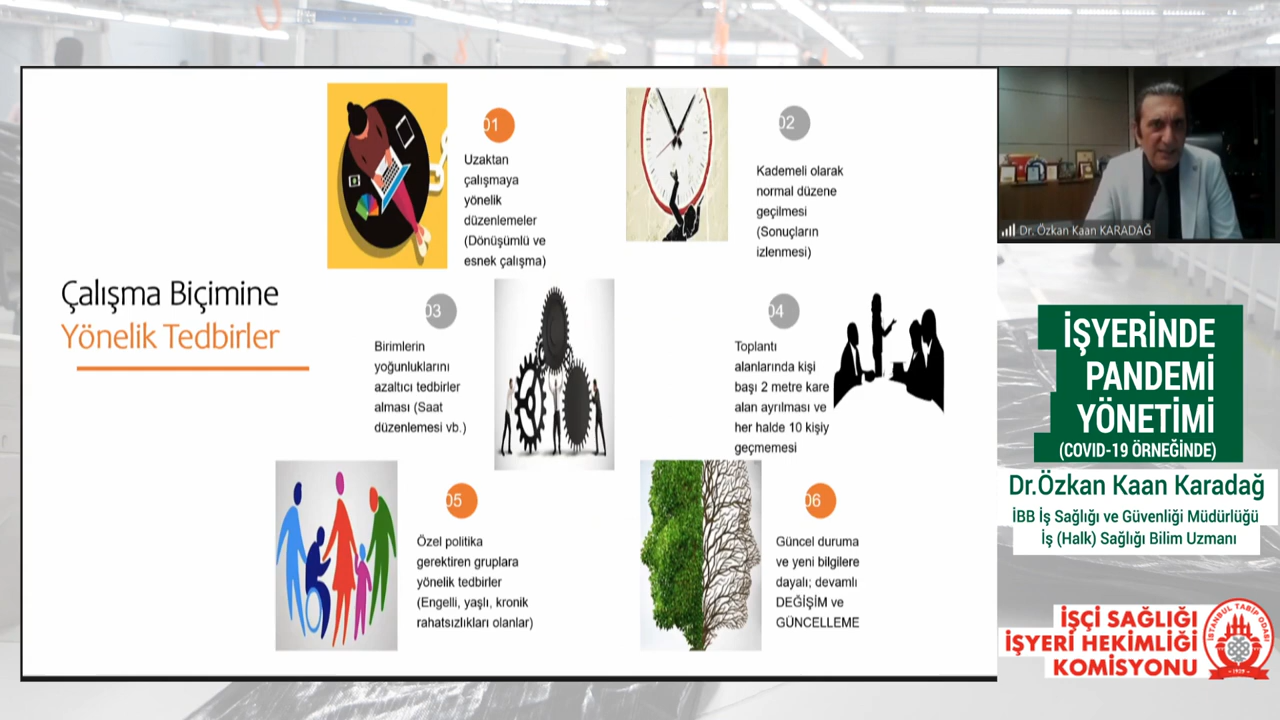 Çalışma Biçimine
Yönelik Tedbirler
01
Uzaktan
çalışmaya
yönelik
düzenlemeler
(Dönüşümlü ve
esnek çalışma)
02
Kademeli olarak
normal düzene
geçilmesi
(Sonuçların
izlenmesi)
03
Birimlerin
yoğunluklarını
azaltıcı tedbirler
alması (Saat
düzenlemesi vb.)
04
Toplantı
alanlarında kişi
başı 2 metre kare
alan ayrılması ve
her halde 10 kişiy
geçmemesi
05
Özel politika
gerektiren gruplara
yönelik tedbirler
(Engelli, yaşlı, kronik
rahatsızlıkları olanlar)
06
Güncel duruma
ve yeni bilgilere
dayalı; devamlı
DEĞİŞİM ve
GÜNCELLEME
Dr. Özkan Kaan KARADAĞ
İŞYERİNDE
PANDEMİ
YÖNETİMİ
(COVID-19 ÖRNEĞİNDE)
Dr.Özkan Kaan Karadağ
İBB İş Sağlığı ve Güvenliği Müdürlüğü
İş (Halk) Sağlığı Bilim Uzmanı
İŞÇİ SAĞLIĞI
İŞYERİ HEKİMLİĞİ
KOMİSYONU
İSTANBUL TABİP ODASI
1929